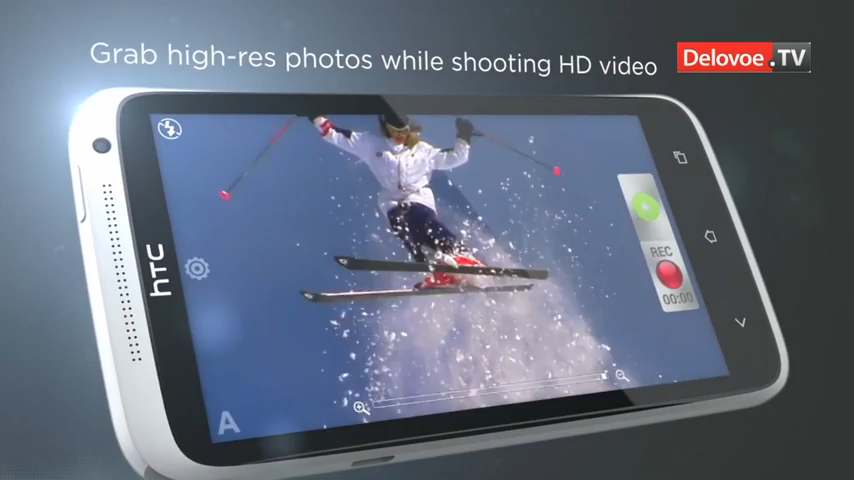 Grab high-res photos while shooting HD video
Delovoe.TV
hTC
REC
00:00
A